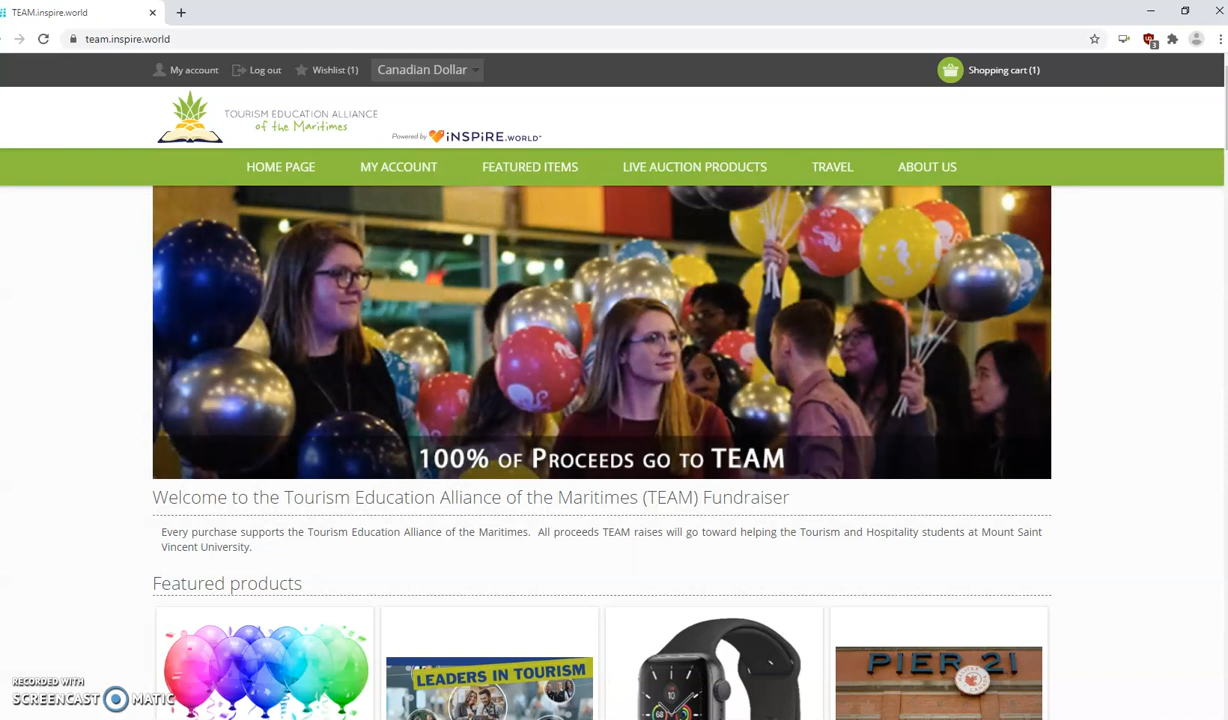 TEAM.inspire.world
team.inspire.world
3
My account
Log out
Wishlist (1)
Canadian Dollar
Shopping cart (1)
TOURISM EDUCATION ALLIANCE
of the Maritimes
Powered by iNSPiRE.WORLD
HOME PAGE
MY ACCOUNT
FEATURED ITEMS
LIVE AUCTION PRODUCTS
TRAVEL
ABOUT US
100% OF PROCEEDS GO TO TEAM
Welcome to the Tourism Education Alliance of the Maritimes (TEAM) Fundraiser
Every purchase supports the Tourism Education Alliance of the Maritimes. All proceeds TEAM raises will go toward helping the Tourism and Hospitality students at Mount Saint
Vincent University.
Featured products
LEADERS IN TOURISM
10
68
PIER 21
RECORDED WITH
SCREENCAST MATIC